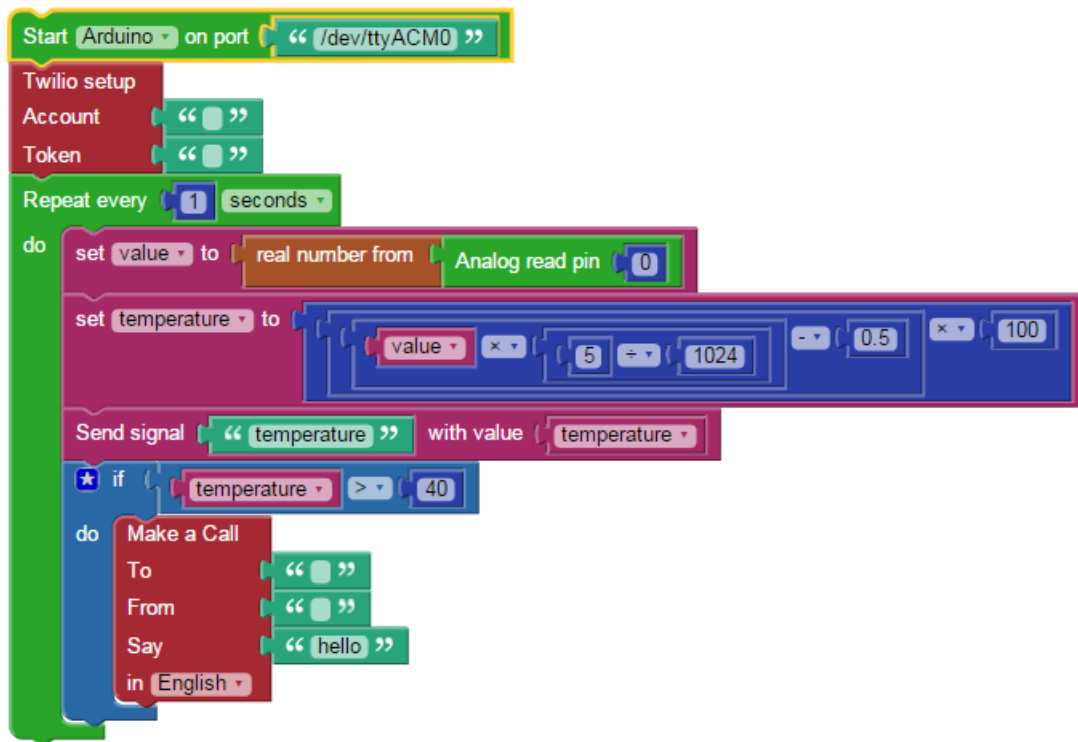 Start Arduino on port “ /dev/ttyACM0 ”
Twilio setup
Account “ ”
Token “ ”
Repeat every 1 seconds
do set value to real number from Analog read pin 0
set temperature to value × 5 ÷ 1024 - 0.5 × 100
Send signal “ temperature ” with value temperature
if temperature > 40
do Make a Call
To “ ”
From “ ”
Say “ hello ”
in English